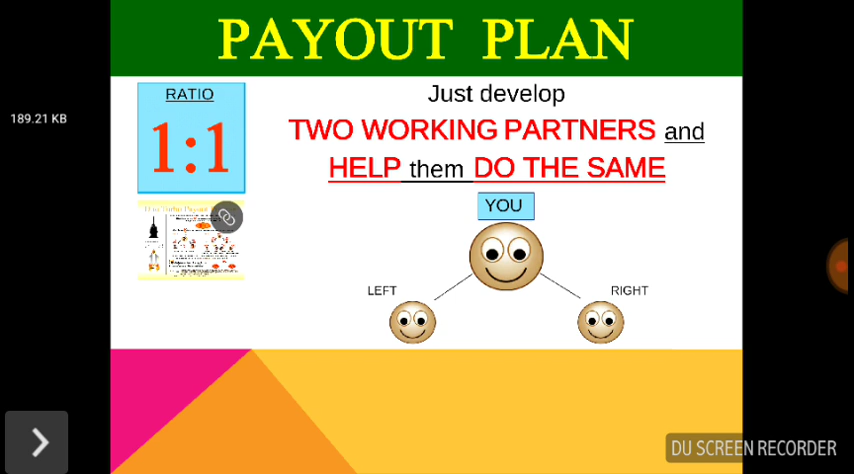 PAYOUT PLAN
189.21 KB
RATIO
1:1
Just develop
TWO WORKING PARTNERS and
HELP them DO THE SAME
YOU
LEFT
RIGHT
DU SCREEN RECORDER